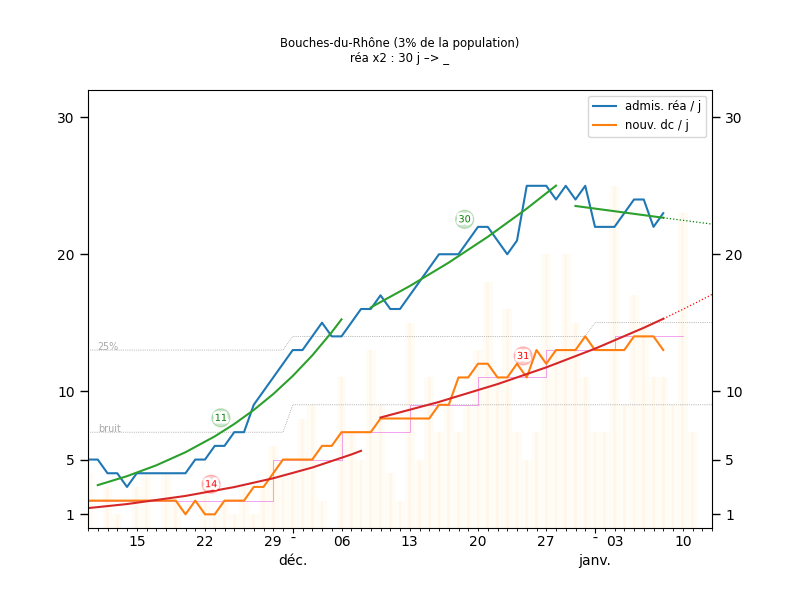 Bouches-du-Rhône (3% de la population)
réa x2 : 30 j –> _
admis. réa / j
nouv. dc / j
30
30
30
20
20
31
25%
14
11
10
10
bruit
5
5
1
1
15 22 29 - 06 13 20 27 - 03 10
déc. janv.